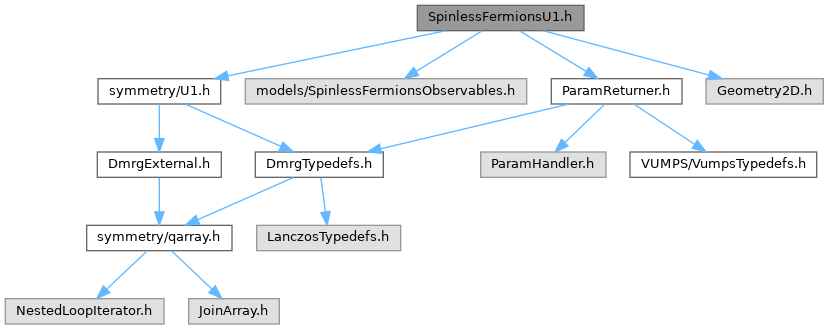 SpinlessFermionsU1.h
symmetry/U1.h
models/SpinlessFermionsObservables.h
ParamReturner.h
Geometry2D.h
DmrgExternal.h
DmrgTypedefs.h
ParamHandler.h
VUMPS/VumpsTypedefs.h
symmetry/qarray.h
LanczosTypedefs.h
NestedLoopIterator.h
JoinArray.h